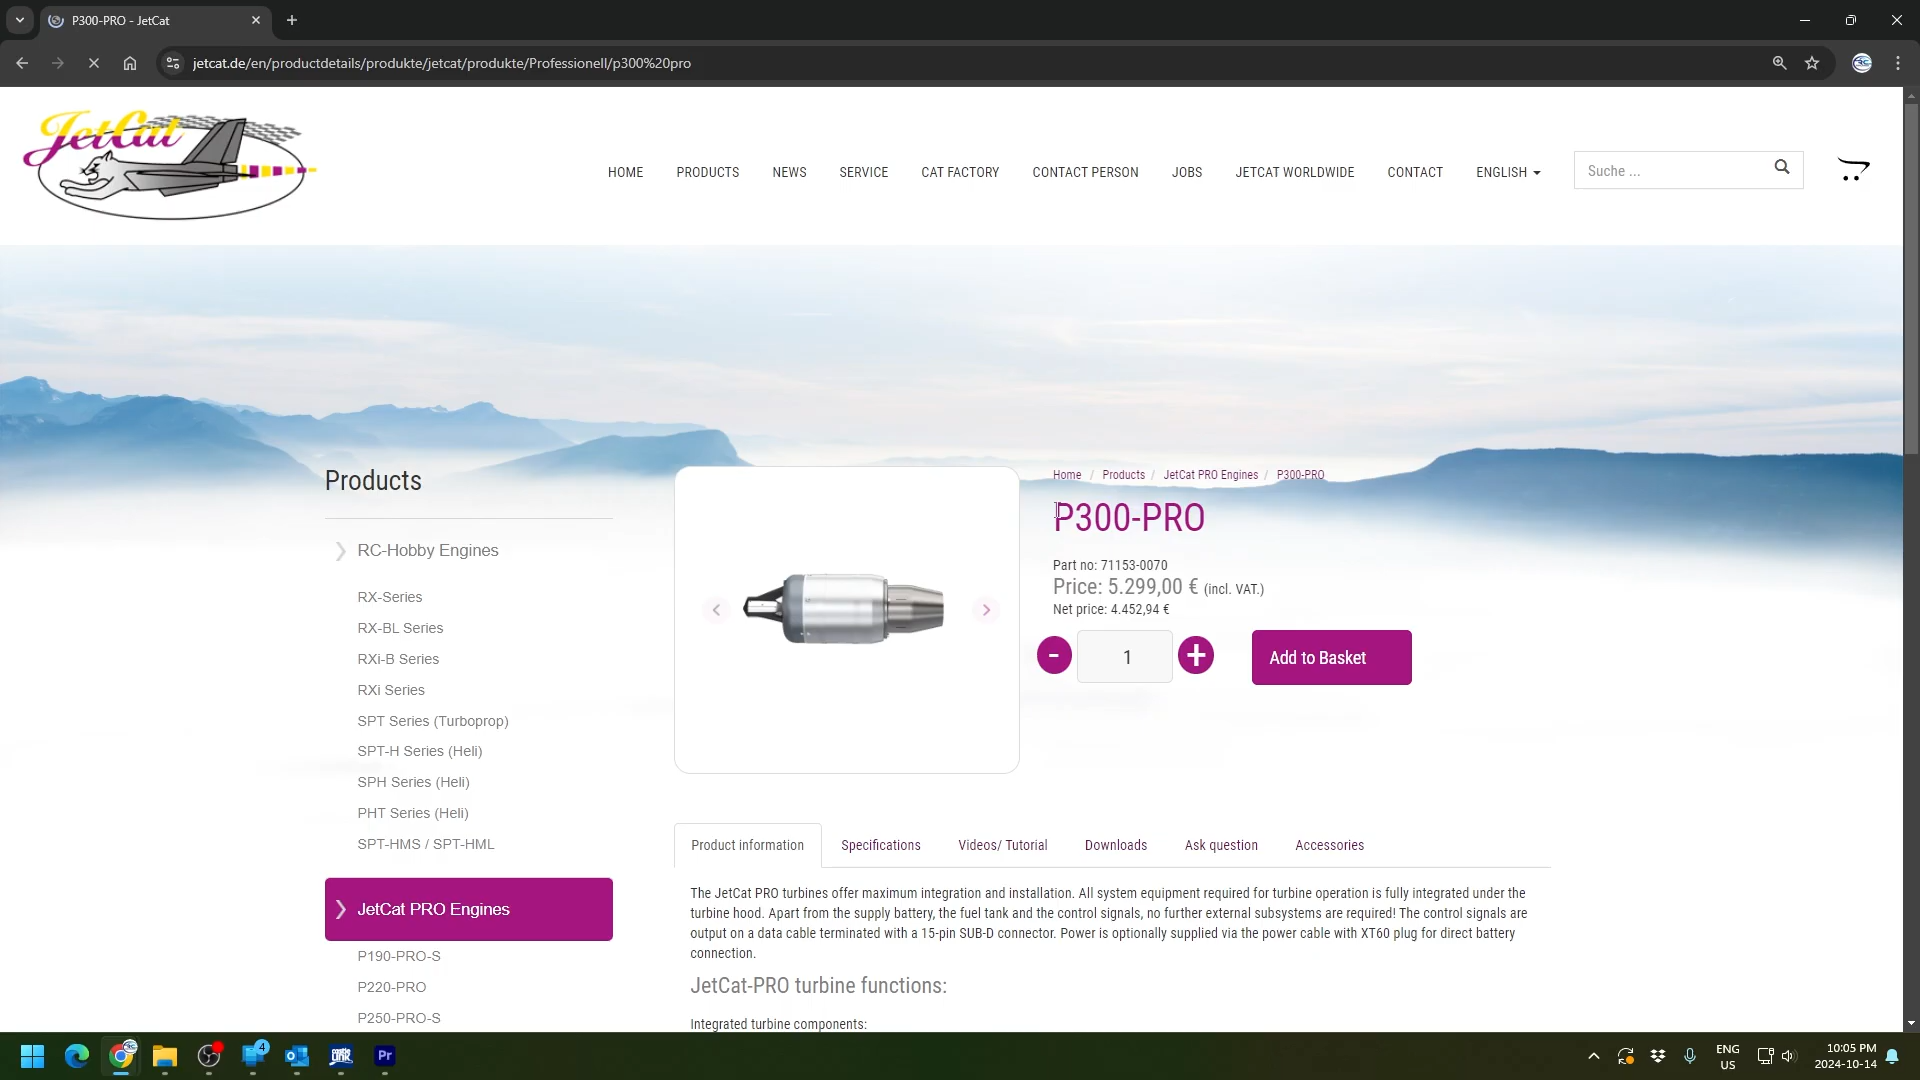 P300-PRO - JetCat
jetcat.de/en/productdetails/produkte/jetcat/produkte/Professionell/p300%20pro
JetCat
HOME PRODUCTS NEWS SERVICE CAT FACTORY CONTACT PERSON JOBS JETCAT WORLDWIDE CONTACT ENGLISH
Suche ...
Products
RC-Hobby Engines
RX-Series
RX-BL Series
RXi-B Series
RXi Series
SPT Series (Turboprop)
SPT-H Series (Heli)
SPH Series (Heli)
PHT Series (Heli)
SPT-HMS / SPT-HML
JetCat PRO Engines
P190-PRO-S
P220-PRO
P250-PRO-S
Home / Products / JetCat PRO Engines / P300-PRO
P300-PRO
Part no: 71153-0070
Price: 5.299,00 € (incl. VAT.)
Net price: 4.452,94 €
- 1 + Add to Basket
Product information Specifications Videos/ Tutorial Downloads Ask question Accessories
The JetCat PRO turbines offer maximum integration and installation. All system equipment required for turbine operation is fully integrated under the
turbine hood. Apart from the supply battery, the fuel tank and the control signals, no further external subsystems are required! The control signals are
output on a data cable terminated with a 15-pin SUB-D connector. Power is optionally supplied via the power cable with XT60 plug for direct battery
connection.
JetCat-PRO turbine functions:
Integrated turbine components:
4
Pr
ENG
US
10:05 PM
2024-10-14